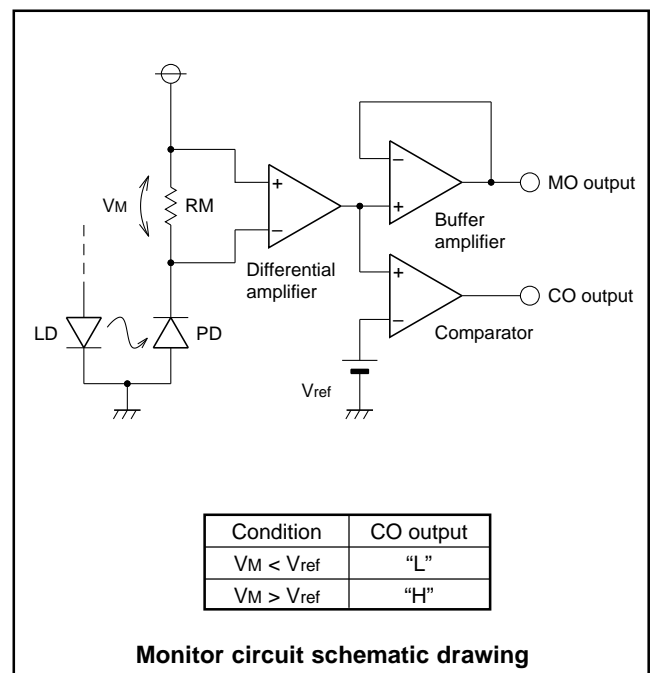 VM
RM
+
−
Differential
amplifier
−
+
Buffer
amplifier
MO output
+
−
Comparator
CO output
LD
PD
Vref
Condition CO output
VM < Vref “L”
VM > Vref “H”
Monitor circuit schematic drawing